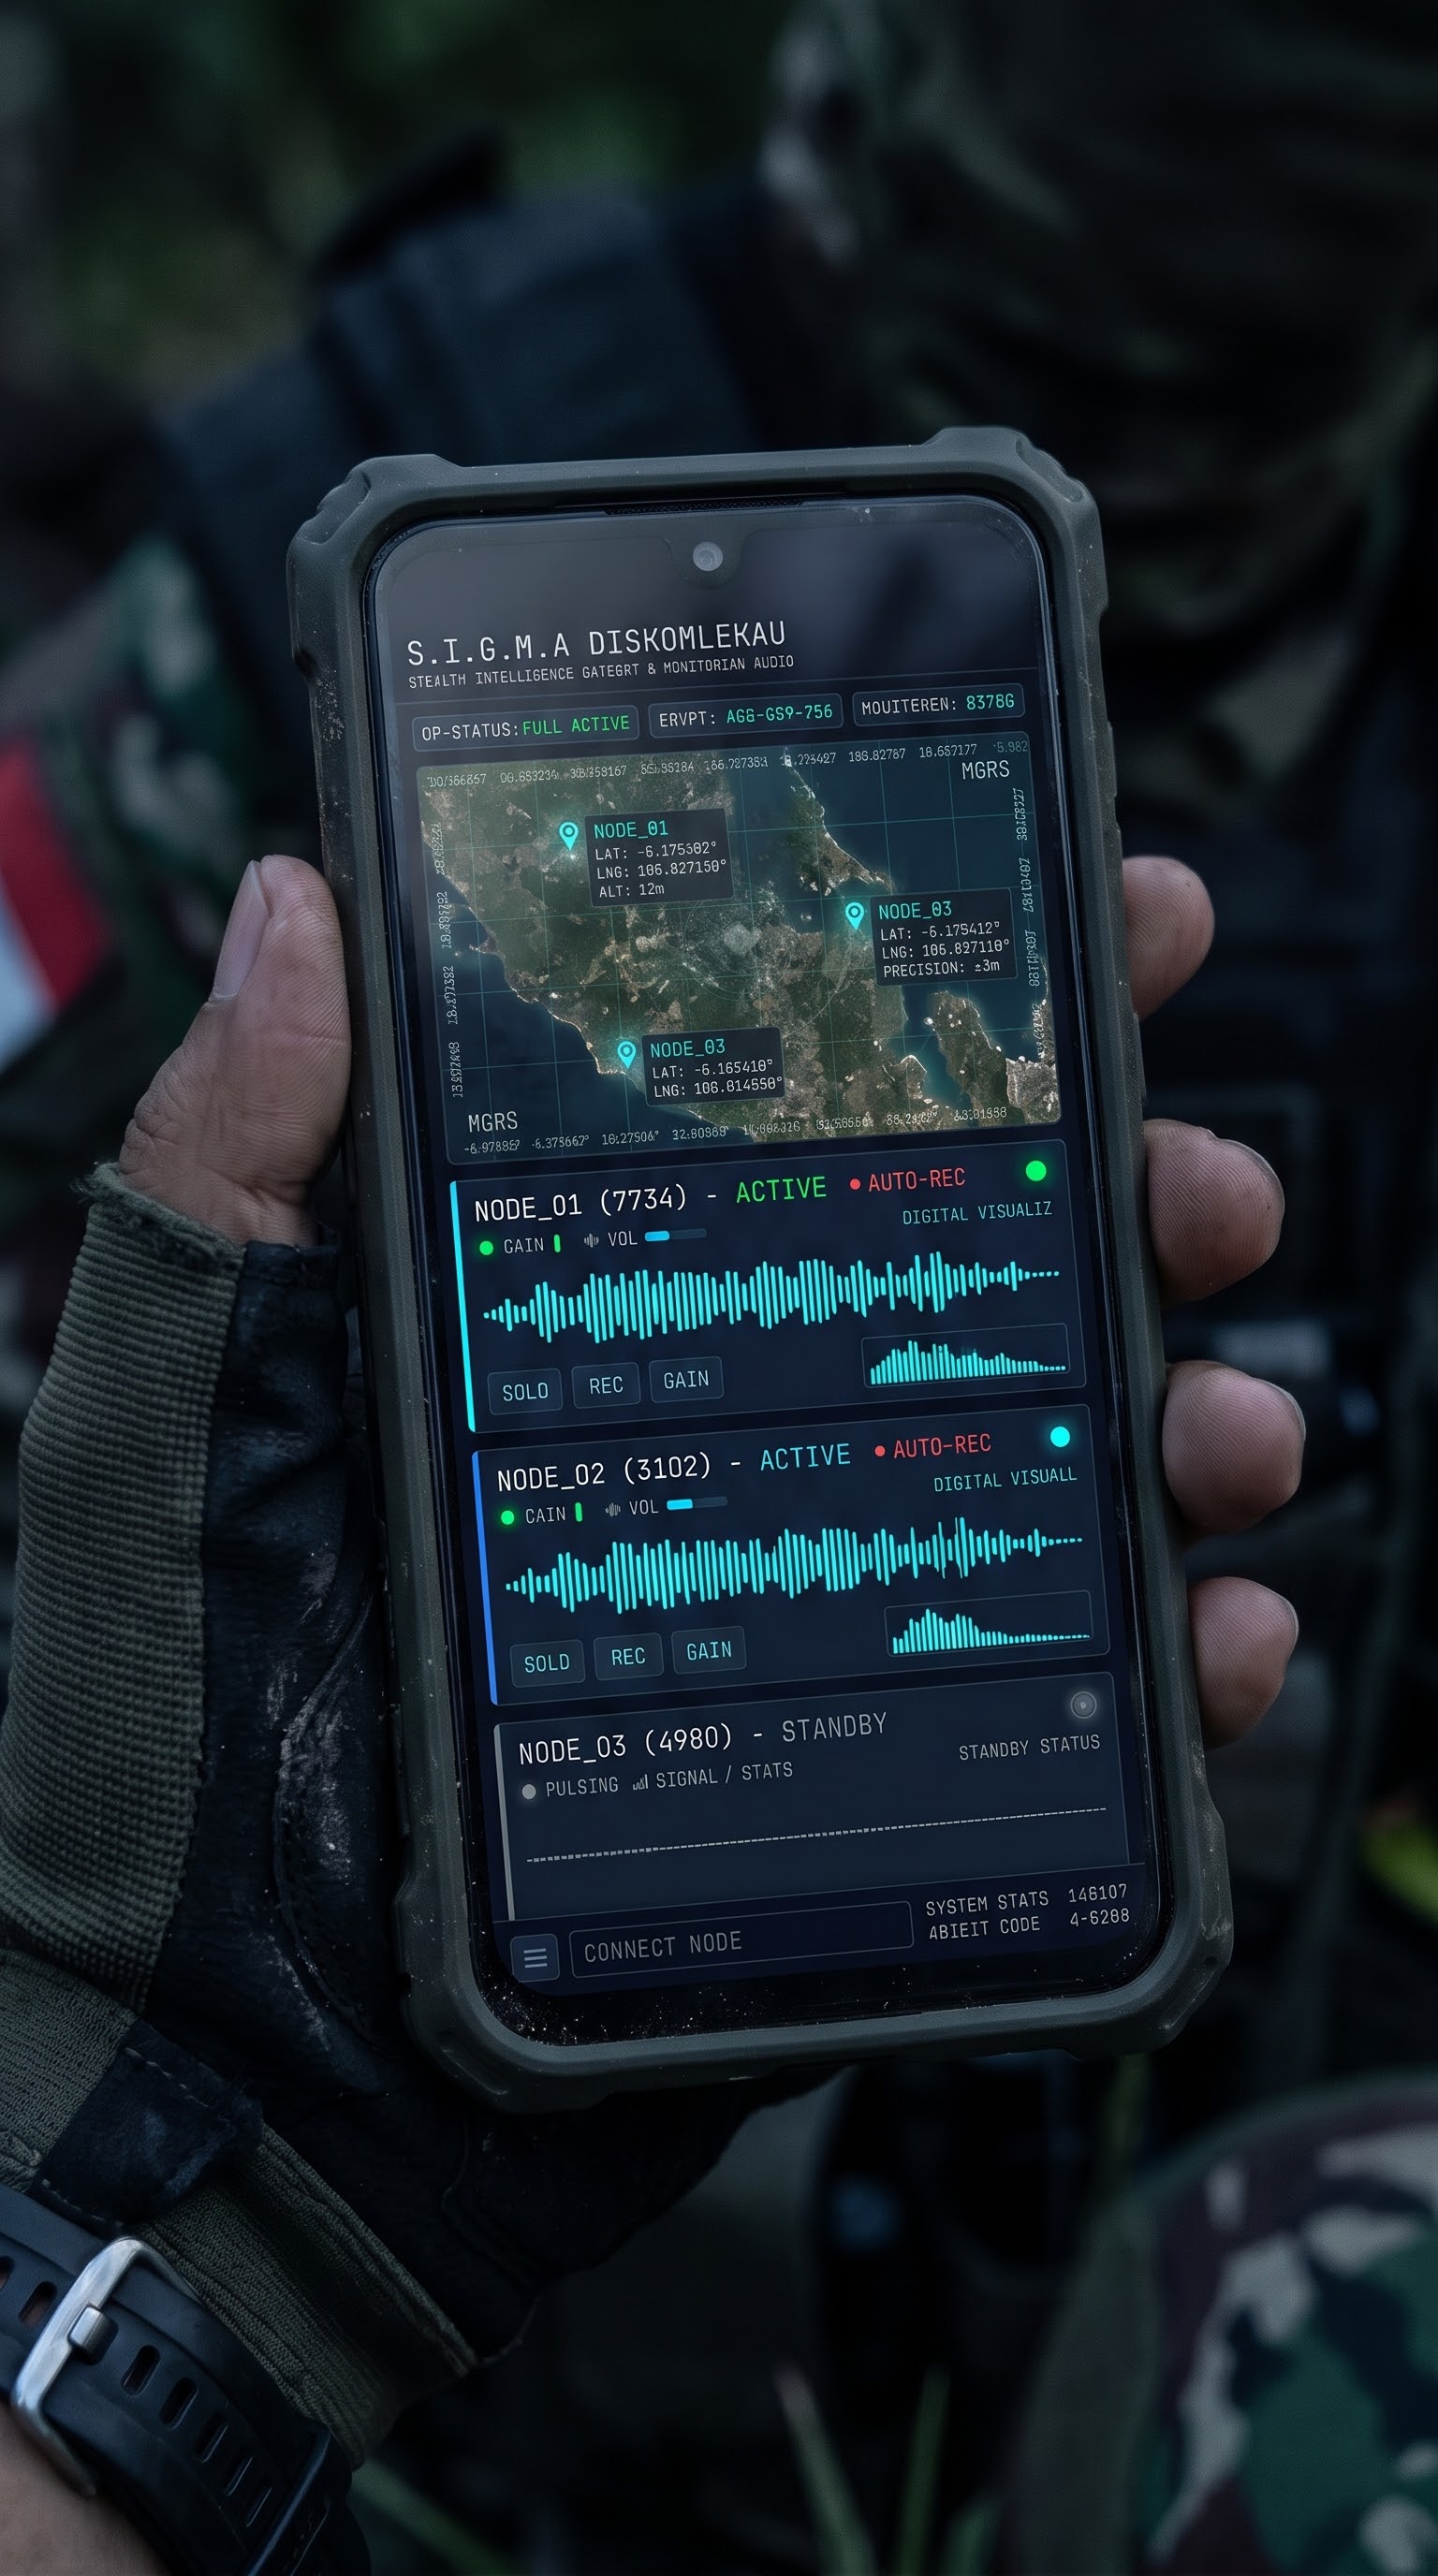 S.I.G.M.A DISKOMLEKAU
STEALTH INTELLIGENCE GATEGRT & MONITORIAN AUDIO
OP-STATUS: FULL ACTIVE
ERVPT: AGG-GS9-756
MOUITEREN: 8378G
MGRS
NODE_01
LAT: -6.175302°
LNG: 106.827150°
ALT: 12m
NODE_03
LAT: -6.175412°
LNG: 106.827110°
PRECISION: ±3m
NODE_03
LAT: -6.165410°
LNG: 106.814550°
MGRS
NODE_01 (7734) - ACTIVE
AUTO-REC
GAIN
VOL
DIGITAL VISUALIZ
SOLO
REC
GAIN
NODE_02 (3102) - ACTIVE
AUTO-REC
CAIN
VOL
DIGITAL VISUALL
SOLD
REC
GAIN
NODE_03 (4980) - STANDBY
PULSING
SIGNAL / STATS
STANDBY STATUS
CONNECT NODE
SYSTEM STATS 146107
ABIEIT CODE 4-6288